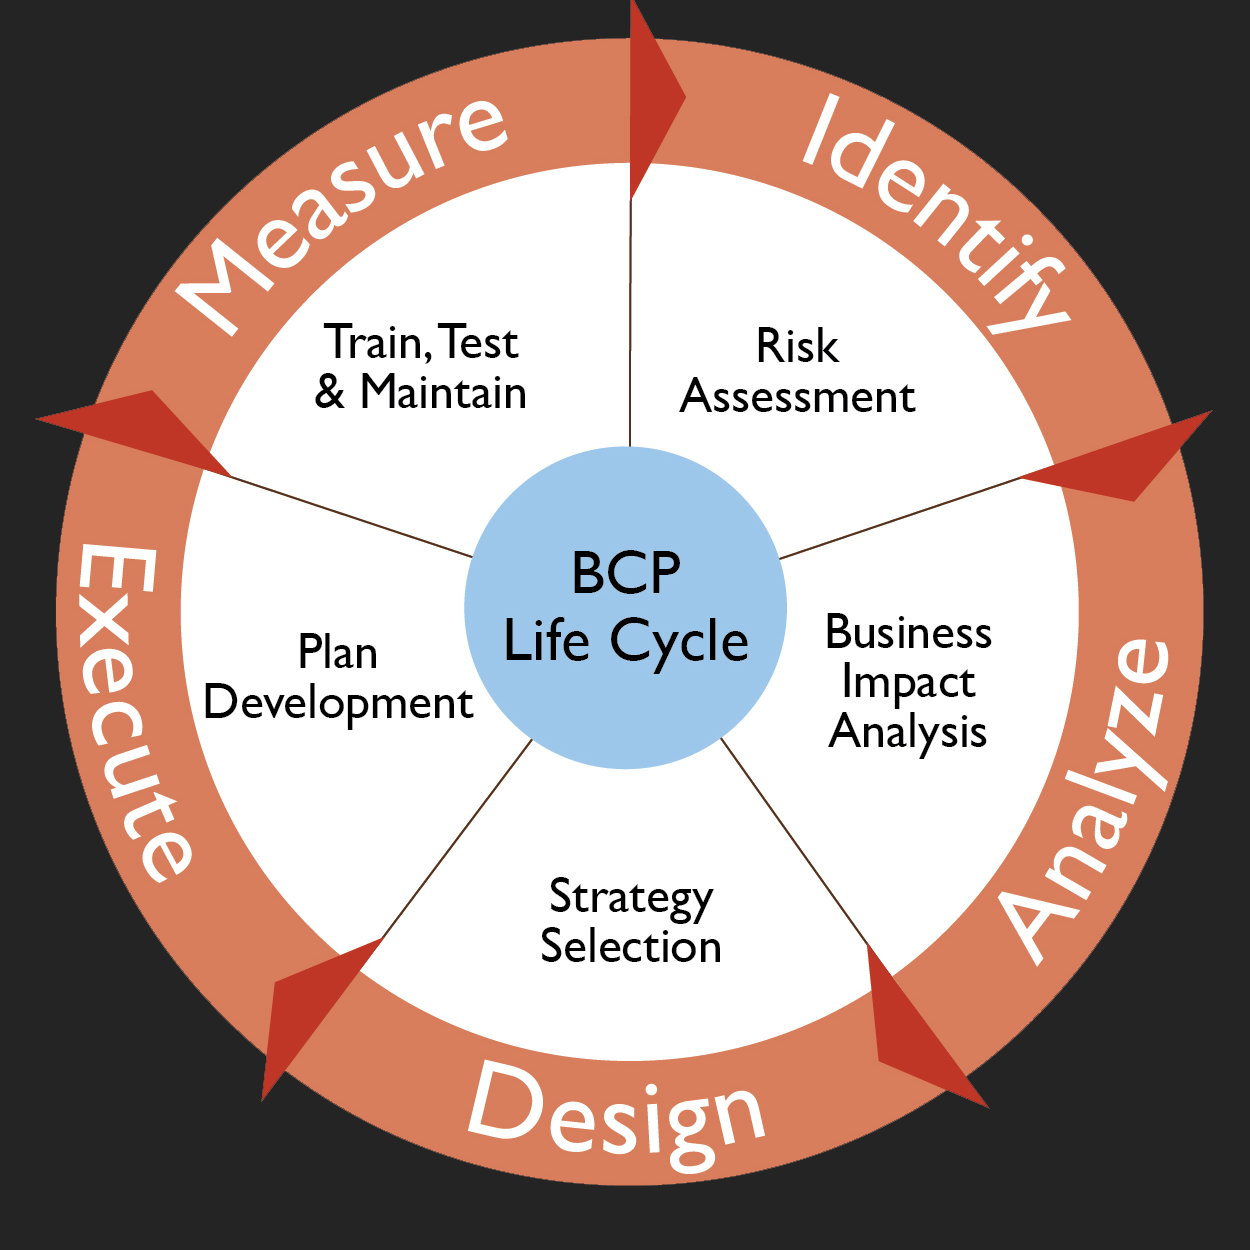 Measure
Identify
Train, Test
& Maintain
Risk
Assessment
BCP
Life Cycle
Execute
Plan
Development
Business
Impact
Analysis
Analyze
Strategy
Selection
Design